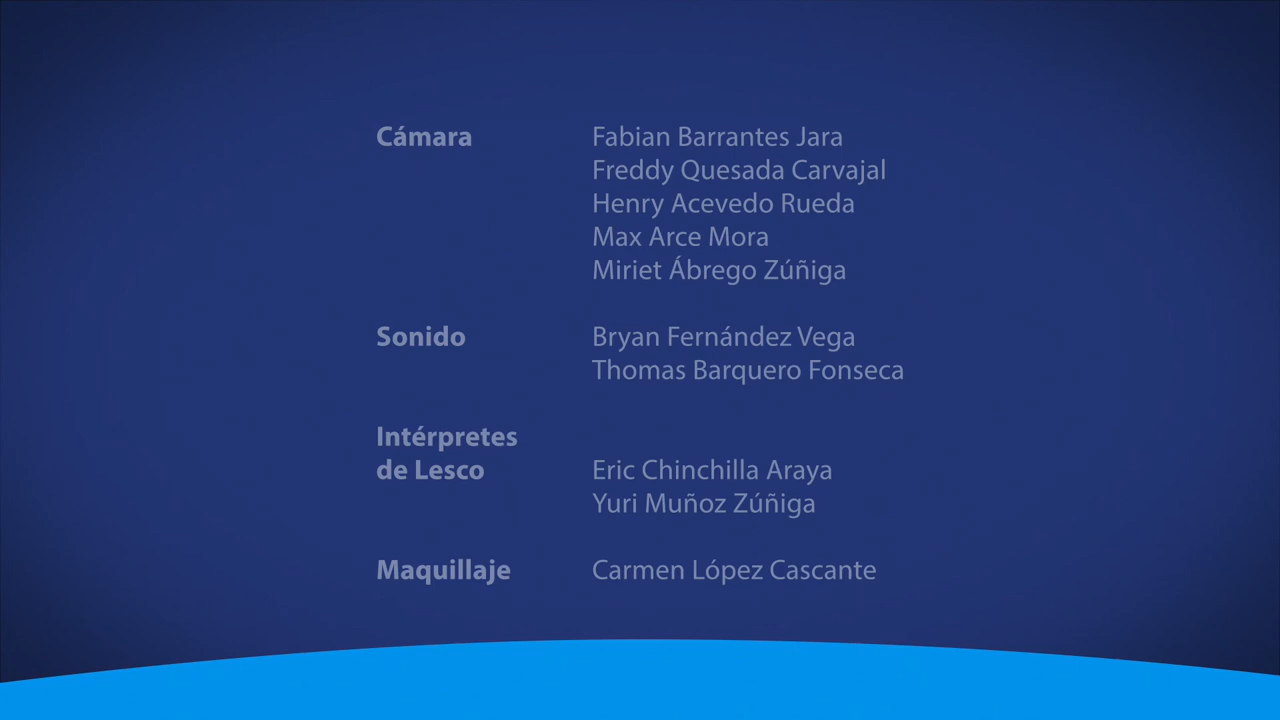 Cámara Fabian Barrantes Jara
Freddy Quesada Carvajal
Henry Acevedo Rueda
Max Arce Mora
Miriet Ábrego Zúñiga
Sonido Bryan Fernández Vega
Thomas Barquero Fonseca
Intérpretes
de Lesco Eric Chinchilla Araya
Yuri Muñoz Zúñiga
Maquillaje Carmen López Cascante